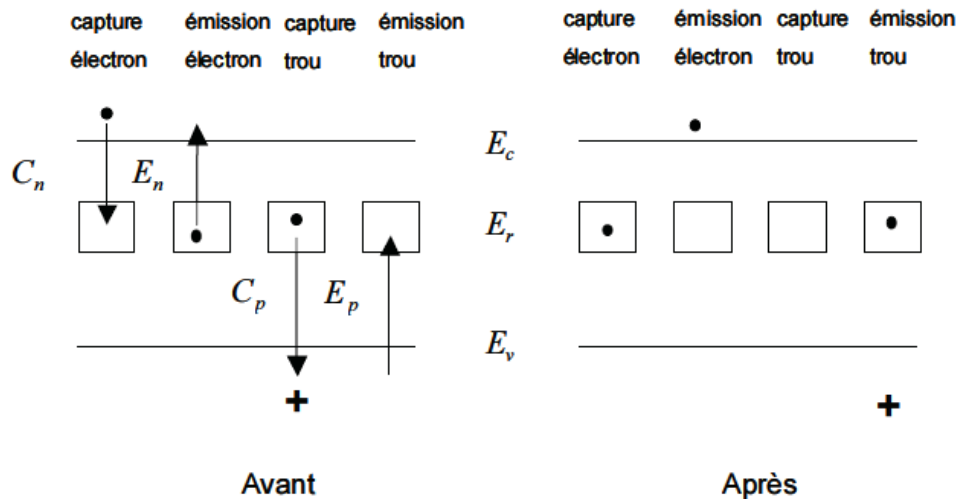 capture émission capture émission
électron électron trou trou
capture émission capture émission
électron électron trou trou
C_n E_n
C_p E_p
+
E_c
E_r
E_v
+
Avant
Après